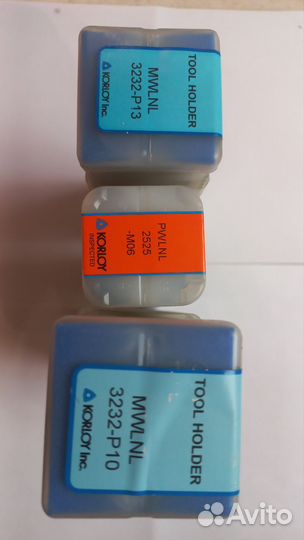 TOOL HOLDER
MWLNL
3232-P13
KORLOY Inc.
PWLNL
2525
-M06
KORLOY
INSPECTED
TOOL HOLDER
MWLNL
3232-P10
KORLOY Inc.
Avito